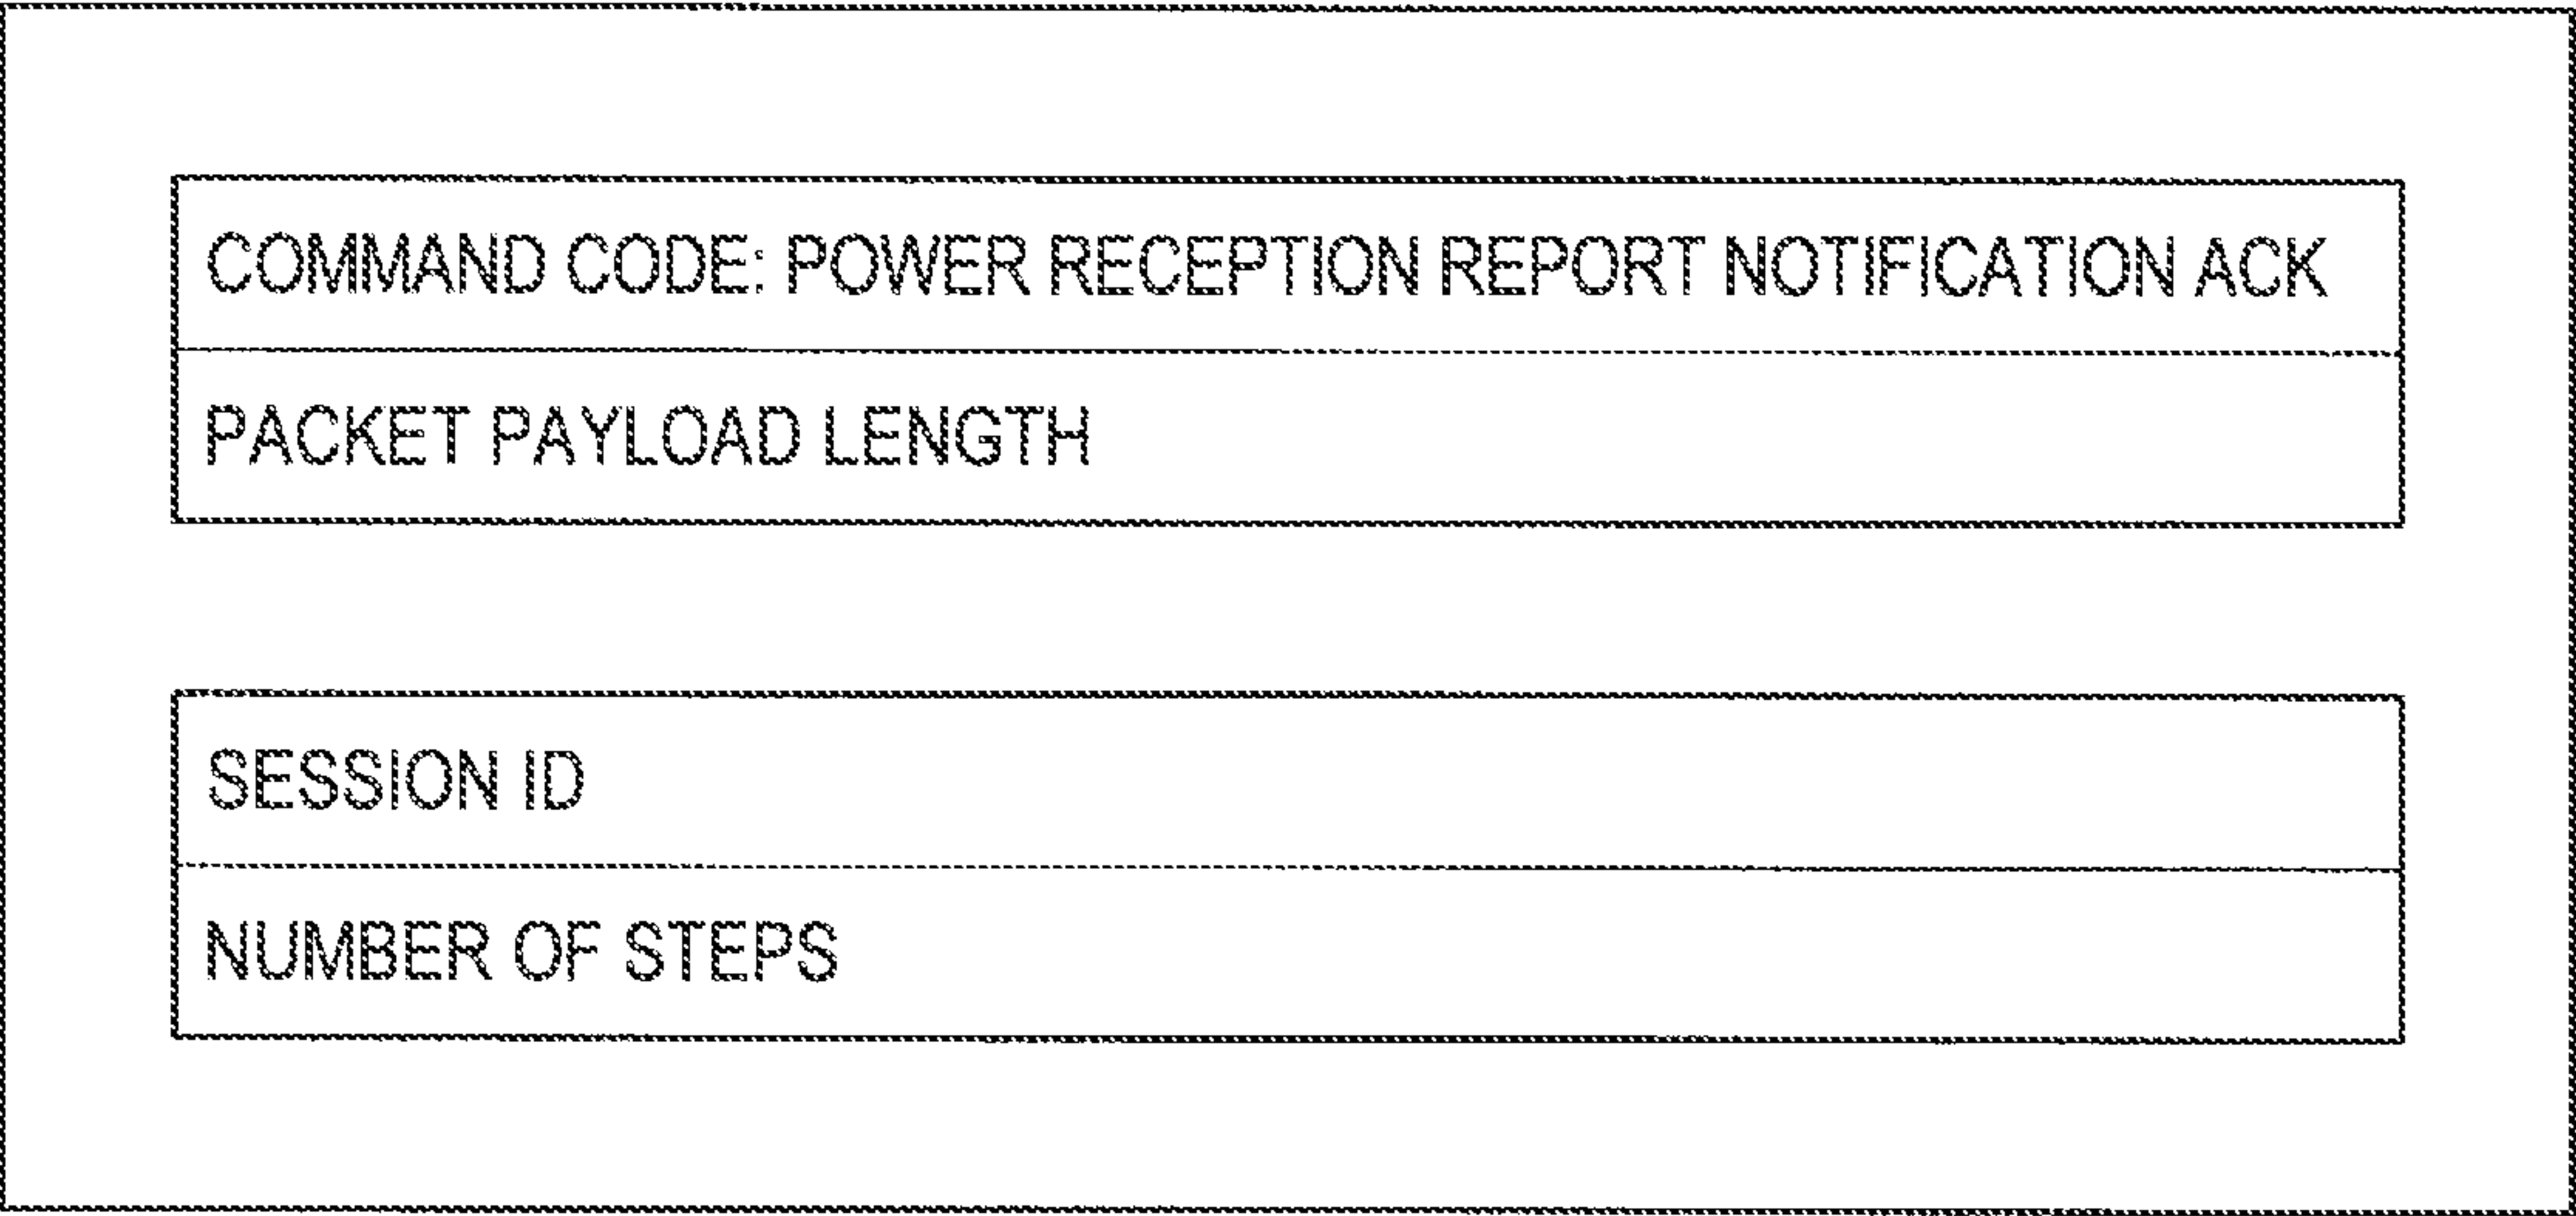 COMMAND CODE: POWER RECEPTION REPORT NOTIFICATION ACK
PACKET PAYLOAD LENGTH
SESSION ID
NUMBER OF STEPS